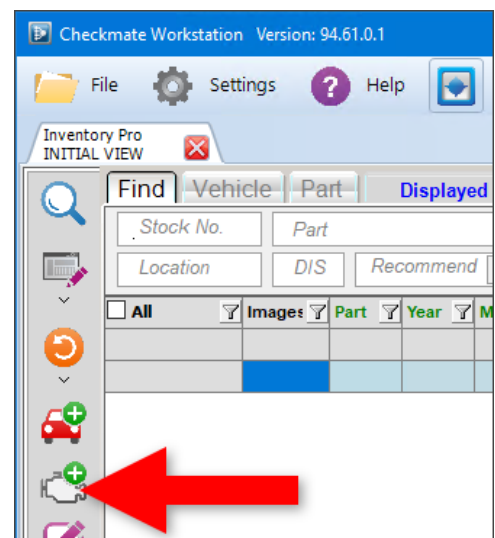 Checkmate Workstation Version: 94.61.0.1
File Settings ? Help
Inventory Pro
INITIAL VIEW
Find Vehicle Part Displayed
Stock No. Part
Location DIS Recommend
All Images Part Year M